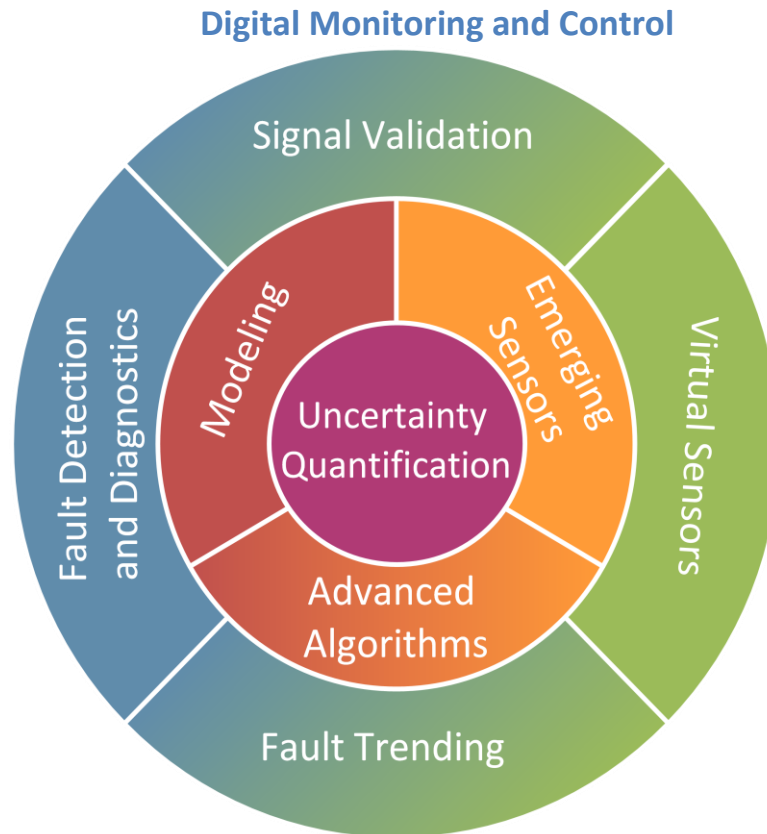 Digital Monitoring and Control
Signal Validation
Modeling
Emerging
Sensors
Uncertainty
Quantification
Fault Detection
and Diagnostics
Virtual Sensors
Advanced
Algorithms
Fault Trending